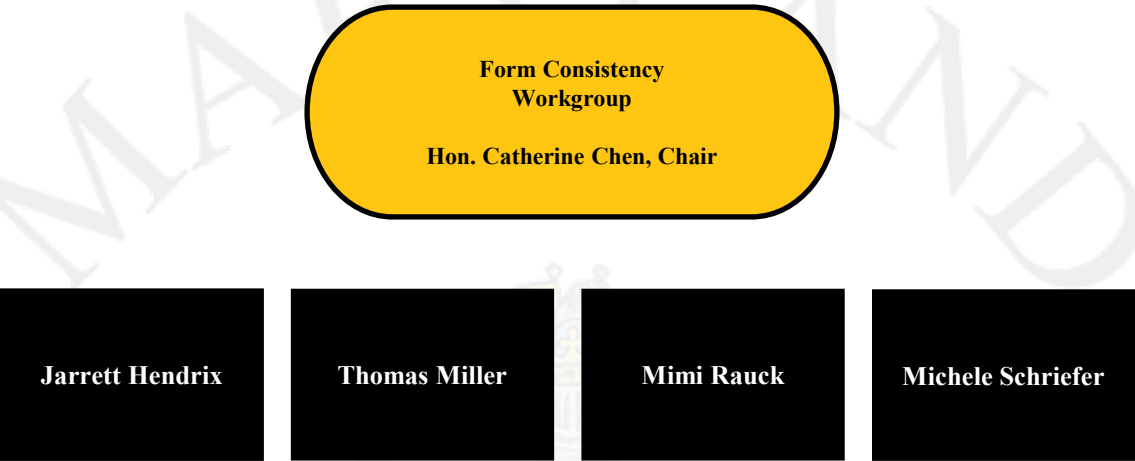 Form Consistency
Workgroup
Hon. Catherine Chen, Chair
Jarrett Hendrix
Thomas Miller
Mimi Rauck
Michele Schriefer